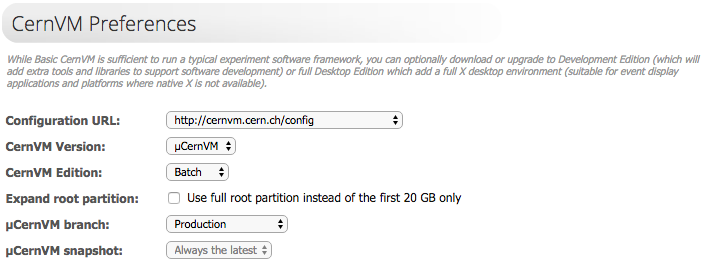 CernVM Preferences
While Basic CernVM is sufficient to run a typical experiment software framework, you can optionally download or upgrade to Development Edition (which will
add extra tools and libraries to support software development) or full Desktop Edition which add a full X desktop environment (suitable for event display
applications and platforms where native X is not available).
Configuration URL: http://cernvm.cern.ch/config
CernVM Version: µCernVM
CernVM Edition: Batch
Expand root partition: Use full root partition instead of the first 20 GB only
µCernVM branch: Production
µCernVM snapshot: Always the latest